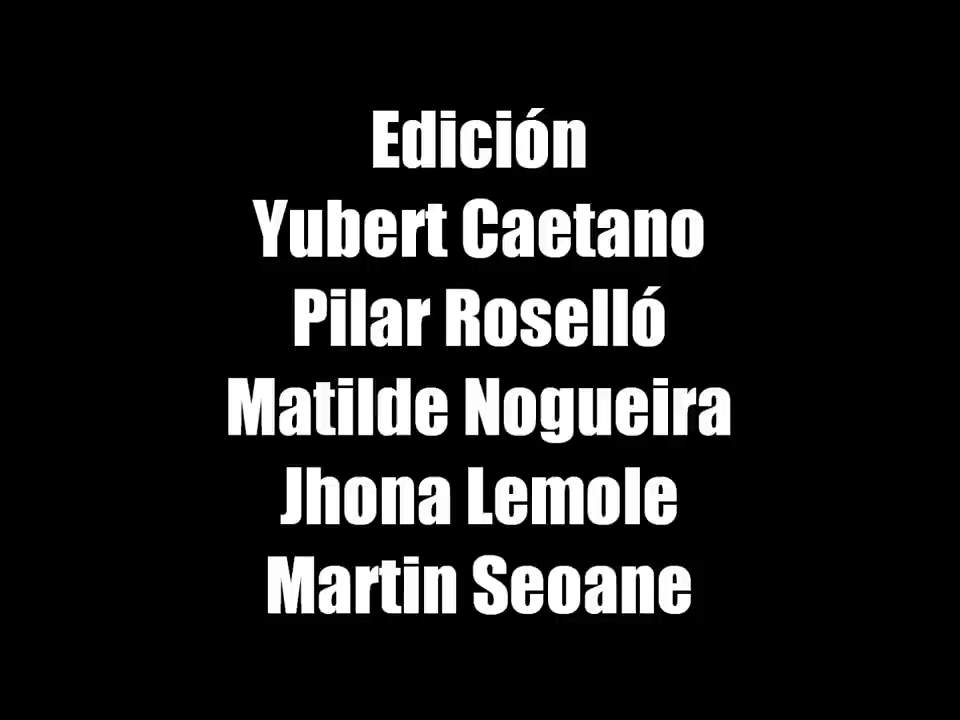 Edición
Yubert Caetano
Pilar Roselló
Matilde Nogueira
Jhona Lemole
Martin Seoane